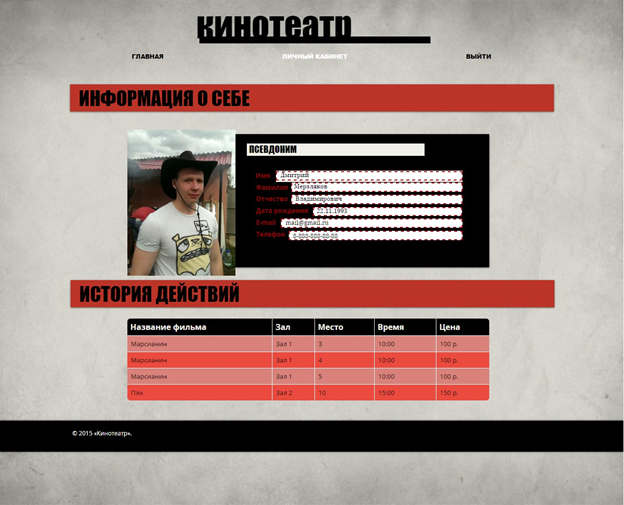 кинотеатр
ГЛАВНАЯ ЛИЧНЫЙ КАБИНЕТ ВЫЙТИ
ИНФОРМАЦИЯ О СЕБЕ
ПСЕВДОНИМ
Имя Дмитрий
Фамилия Мерзляков
Отчество Владимирович
Дата рождения 22.11.1993
E-mail mail@gmail.ru
Телефон 8-888-888-88-88
ИСТОРИЯ ДЕЙСТВИЙ
Название фильма Зал Место Время Цена
Марсианин Зал 1 3 10:00 100 р.
Марсианин Зал 1 4 10:00 100 р.
Марсианин Зал 1 5 10:00 100 р.
Пэн Зал 2 10 15:00 150 р.
© 2015 «Кинотеатр».